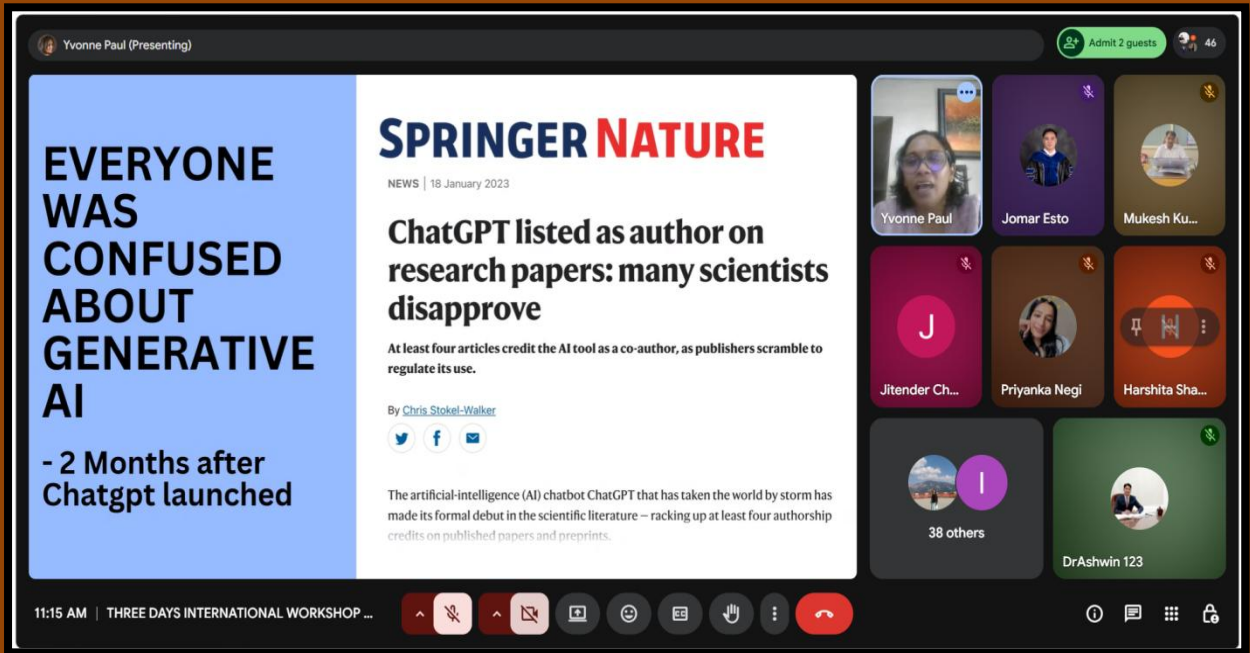 Yvonne Paul (Presenting)
Admit 2 guests
46
EVERYONE
WAS
CONFUSED
ABOUT
GENERATIVE
AI
- 2 Months after
Chatgpt launched
SPRINGER NATURE
NEWS | 18 January 2023
ChatGPT listed as author on
research papers: many scientists
disapprove
At least four articles credit the AI tool as a co-author, as publishers scramble to
regulate its use.
By Chris Stokel-Walker
The artificial-intelligence (AI) chatbot ChatGPT that has taken the world by storm has
made its formal debut in the scientific literature — racking up at least four authorship
credits on published papers and preprints.
Yvonne Paul
Jomar Esto
Mukesh Ku...
J
Jitender Ch...
Priyanka Negi
H
Harshita Sha...
I
38 others
DrAshwin 123
11:15 AM | THREE DAYS INTERNATIONAL WORKSHOP ...
CC